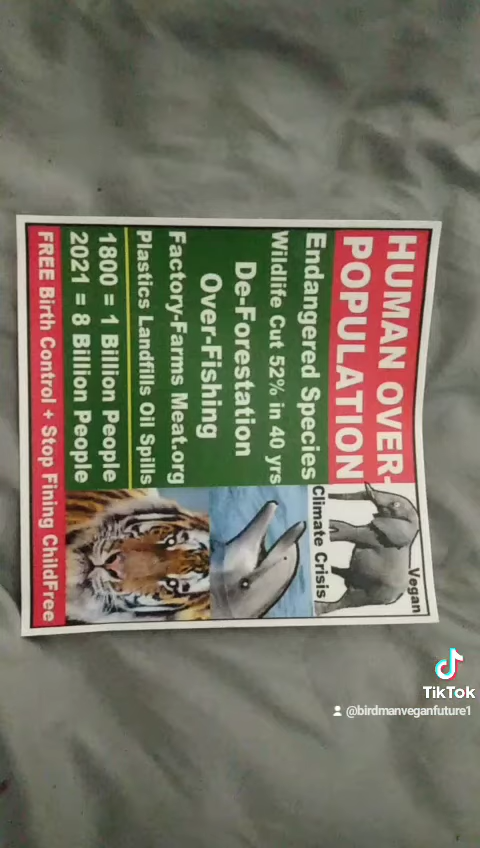 HUMAN OVER-
POPULATION
Endangered Species
Wildlife Cut 52% in 40 yrs
De-Forestation
Over-Fishing
Factory-Farms Meat.org
Plastics Landfills Oil Spills
1800 = 1 Billion People
2021 = 8 Billion People
FREE Birth Control + Stop Fining ChildFree
Vegan
Climate Crisis
TikTok
@birdmanveganfuture1